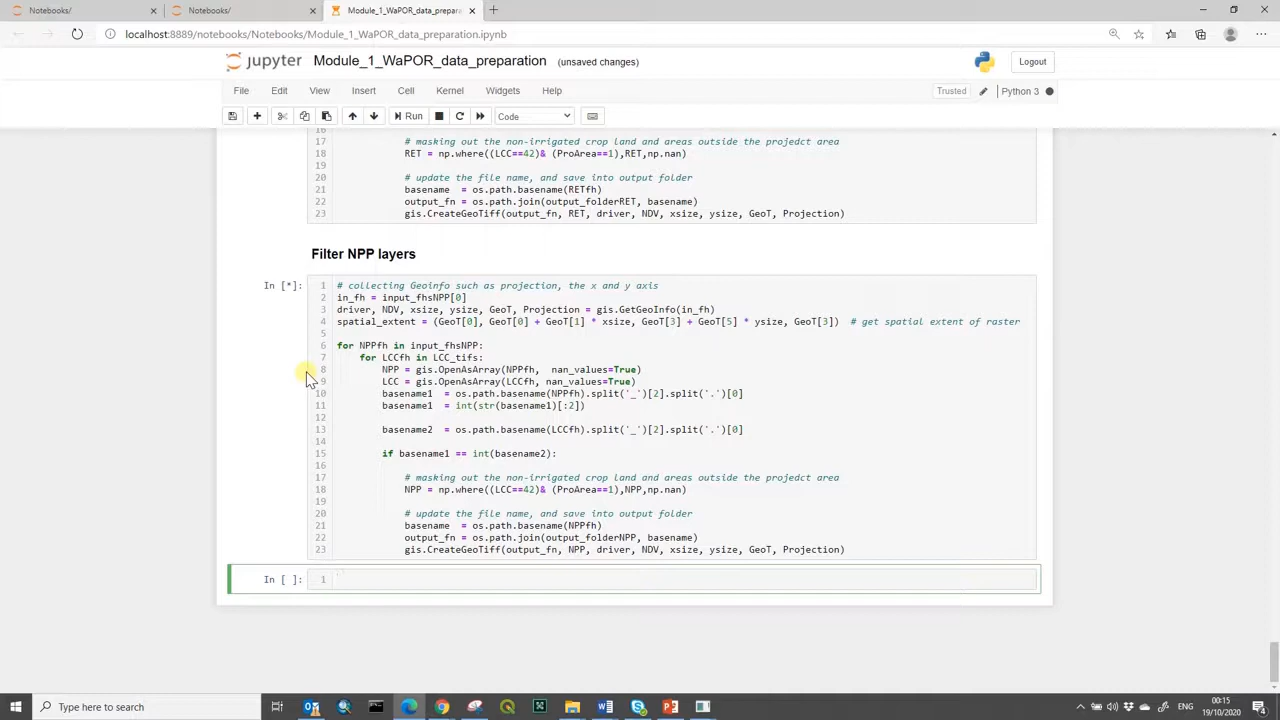 Notebooks/
Notebooks/
Module_1_WaPOR_data_prepara
localhost:8889/notebooks/Notebooks/Module_1_WaPOR_data_preparation.ipynb
jupyter Module_1_WaPOR_data_preparation (unsaved changes)
Logout
File Edit View Insert Cell Kernel Widgets Help
Trusted Python 3
Run Code
16
17 # masking out the non-irrigated crop land and areas outside the projedct area
18 RET = np.where((LCC==42)& (ProArea==1),RET,np.nan)
19
20 # update the file name, and save into output folder
21 basename  = os.path.basename(RETfh)
22 output_fn = os.path.join(output_folderRET, basename)
23 gis.CreateGeoTiff(output_fn, RET, driver, NDV, xsize, ysize, GeoT, Projection)
Filter NPP layers
In [*]:
1 # collecting Geoinfo such as projection, the x and y axis
2 in_fh = input_fhsNPP[0]
3 driver, NDV, xsize, ysize, GeoT, Projection = gis.GetGeoInfo(in_fh)
4 spatial_extent = (GeoT[0], GeoT[0] + GeoT[1] * xsize, GeoT[3] + GeoT[5] * ysize, GeoT[3])  # get spatial extent of raster
5
6 for NPPfh in input_fhsNPP:
7 for LCCfh in LCC_tifs:
8 NPP = gis.OpenAsArray(NPPfh,  nan_values=True)
9 LCC = gis.OpenAsArray(LCCfh, nan_values=True)
10 basename1  = os.path.basename(NPPfh).split('_')[2].split('.')[0]
11 basename1  = int(str(basename1)[:2])
12
13 basename2  = os.path.basename(LCCfh).split('_')[2].split('.')[0]
14
15 if basename1 == int(basename2):
16
17 # masking out the non-irrigated crop land and areas outside the projedct area
18 NPP = np.where((LCC==42)& (ProArea==1),NPP,np.nan)
19
20 # update the file name, and save into output folder
21 basename  = os.path.basename(NPPfh)
22 output_fn = os.path.join(output_folderNPP, basename)
23 gis.CreateGeoTiff(output_fn, NPP, driver, NDV, xsize, ysize, GeoT, Projection)
In [ ]: 1
Type here to search
ENG
00:15
19/10/2020